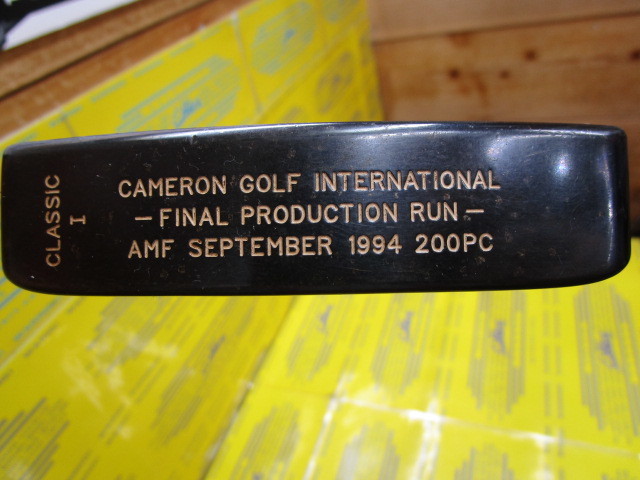 CLASSIC
I
CAMERON GOLF INTERNATIONAL
— FINAL PRODUCTION RUN —
AMF SEPTEMBER 1994 200PC